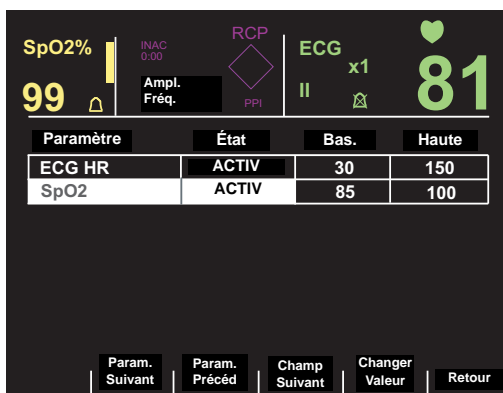 SpO2%
99
INAC
0:00
RCP
Ampl.
Fréq.
PPI
ECG
x1
II
81
Paramètre État Bas. Haute
ECG HR ACTIV 30 150
SpO2 ACTIV 85 100
Param. Suivant
Param. Précéd
Champ Suivant
Changer Valeur
Retour